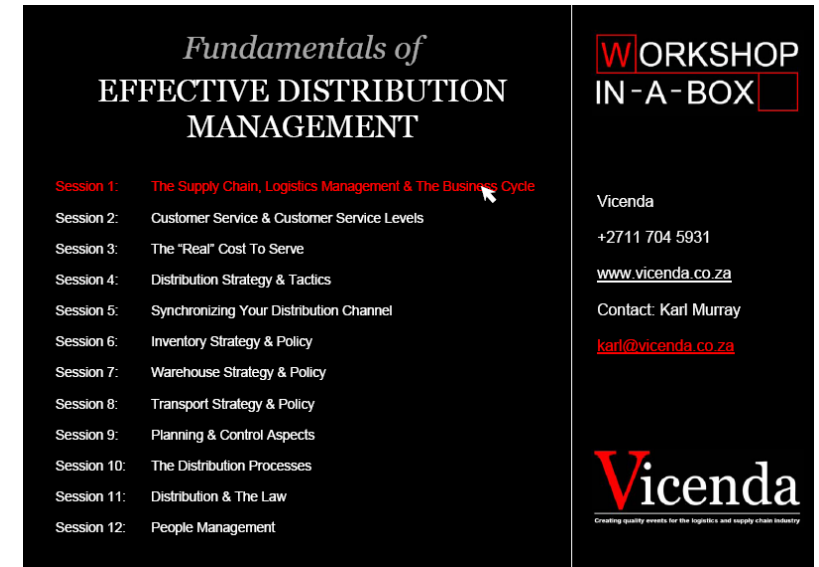 Fundamentals of
EFFECTIVE DISTRIBUTION
MANAGEMENT
Session 1: The Supply Chain, Logistics Management & The Business Cycle
Session 2: Customer Service & Customer Service Levels
Session 3: The “Real” Cost To Serve
Session 4: Distribution Strategy & Tactics
Session 5: Synchronizing Your Distribution Channel
Session 6: Inventory Strategy & Policy
Session 7: Warehouse Strategy & Policy
Session 8: Transport Strategy & Policy
Session 9: Planning & Control Aspects
Session 10: The Distribution Processes
Session 11: Distribution & The Law
Session 12: People Management
WORKSHOP
IN-A-BOX
Vicenda
+2711 704 5931
www.vicenda.co.za
Contact: Karl Murray
karl@vicenda.co.za
Vicenda
Creating quality events for the logistics and supply chain industry